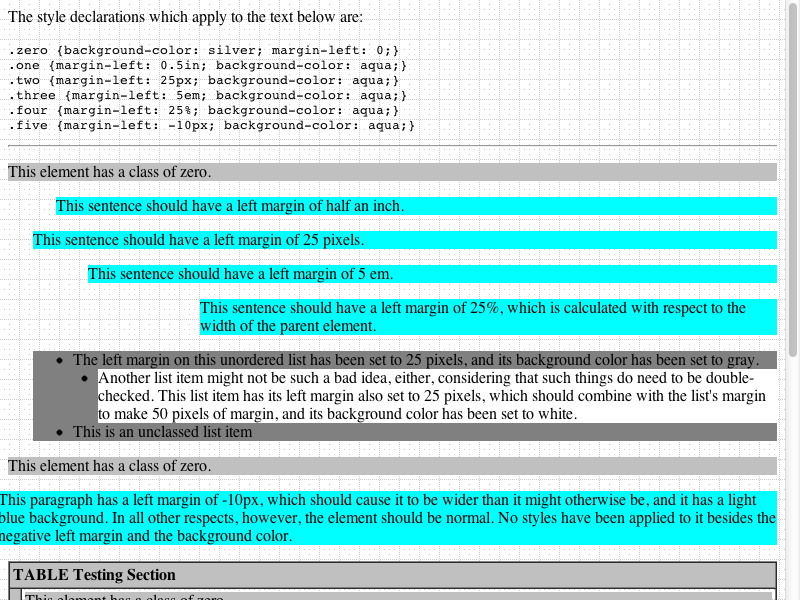 The style declarations which apply to the text below are:
.zero {background-color: silver; margin-left: 0;}
.one {margin-left: 0.5in; background-color: aqua;}
.two {margin-left: 25px; background-color: aqua;}
.three {margin-left: 5em; background-color: aqua;}
.four {margin-left: 25%; background-color: aqua;}
.five {margin-left: -10px; background-color: aqua;}
This element has a class of zero.
This sentence should have a left margin of half an inch.
This sentence should have a left margin of 25 pixels.
This sentence should have a left margin of 5 em.
This sentence should have a left margin of 25%, which is calculated with respect to the
width of the parent element.
The left margin on this unordered list has been set to 25 pixels, and its background color has been set to gray.
Another list item might not be such a bad idea, either, considering that such things do need to be double-
checked. This list item has its left margin also set to 25 pixels, which should combine with the list's margin
to make 50 pixels of margin, and its background color has been set to white.
This is an unclassed list item
This element has a class of zero.
This paragraph has a left margin of -10px, which should cause it to be wider than it might otherwise be, and it has a light
blue background. In all other respects, however, the element should be normal. No styles have been applied to it besides the
negative left margin and the background color.
TABLE Testing Section
This element has a class of zero.